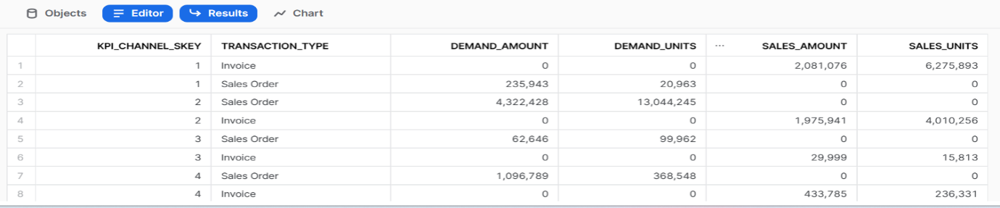 Objects Editor Results Chart
KPI_CHANNEL_SKEY TRANSACTION_TYPE DEMAND_AMOUNT DEMAND_UNITS ... SALES_AMOUNT SALES_UNITS
1 1 Invoice 0 0 2,081,076 6,275,893
2 1 Sales Order 235,943 20,963 0 0
3 2 Sales Order 4,322,428 13,044,245 0 0
4 2 Invoice 0 0 1,975,941 4,010,256
5 3 Sales Order 62,646 99,962 0 0
6 3 Invoice 0 0 29,999 15,813
7 4 Sales Order 1,096,789 368,548 0 0
8 4 Invoice 0 0 433,785 236,331